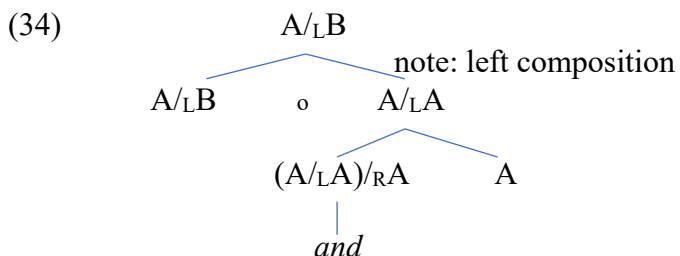 (34) A/LB
note: left composition
A/LB o A/LA
(A/LA)/RA A
and